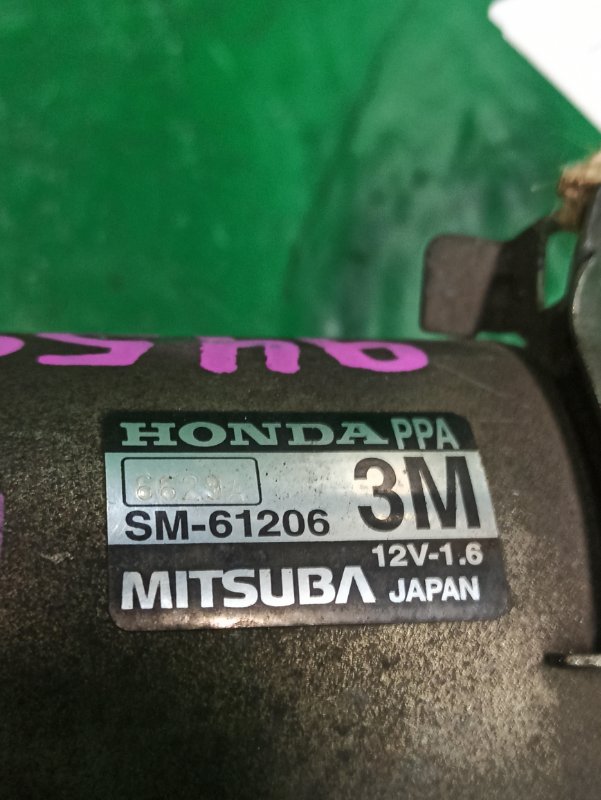 HONDA PPA
3M
SM-61206
12V-1.6
MITSUBA JAPAN